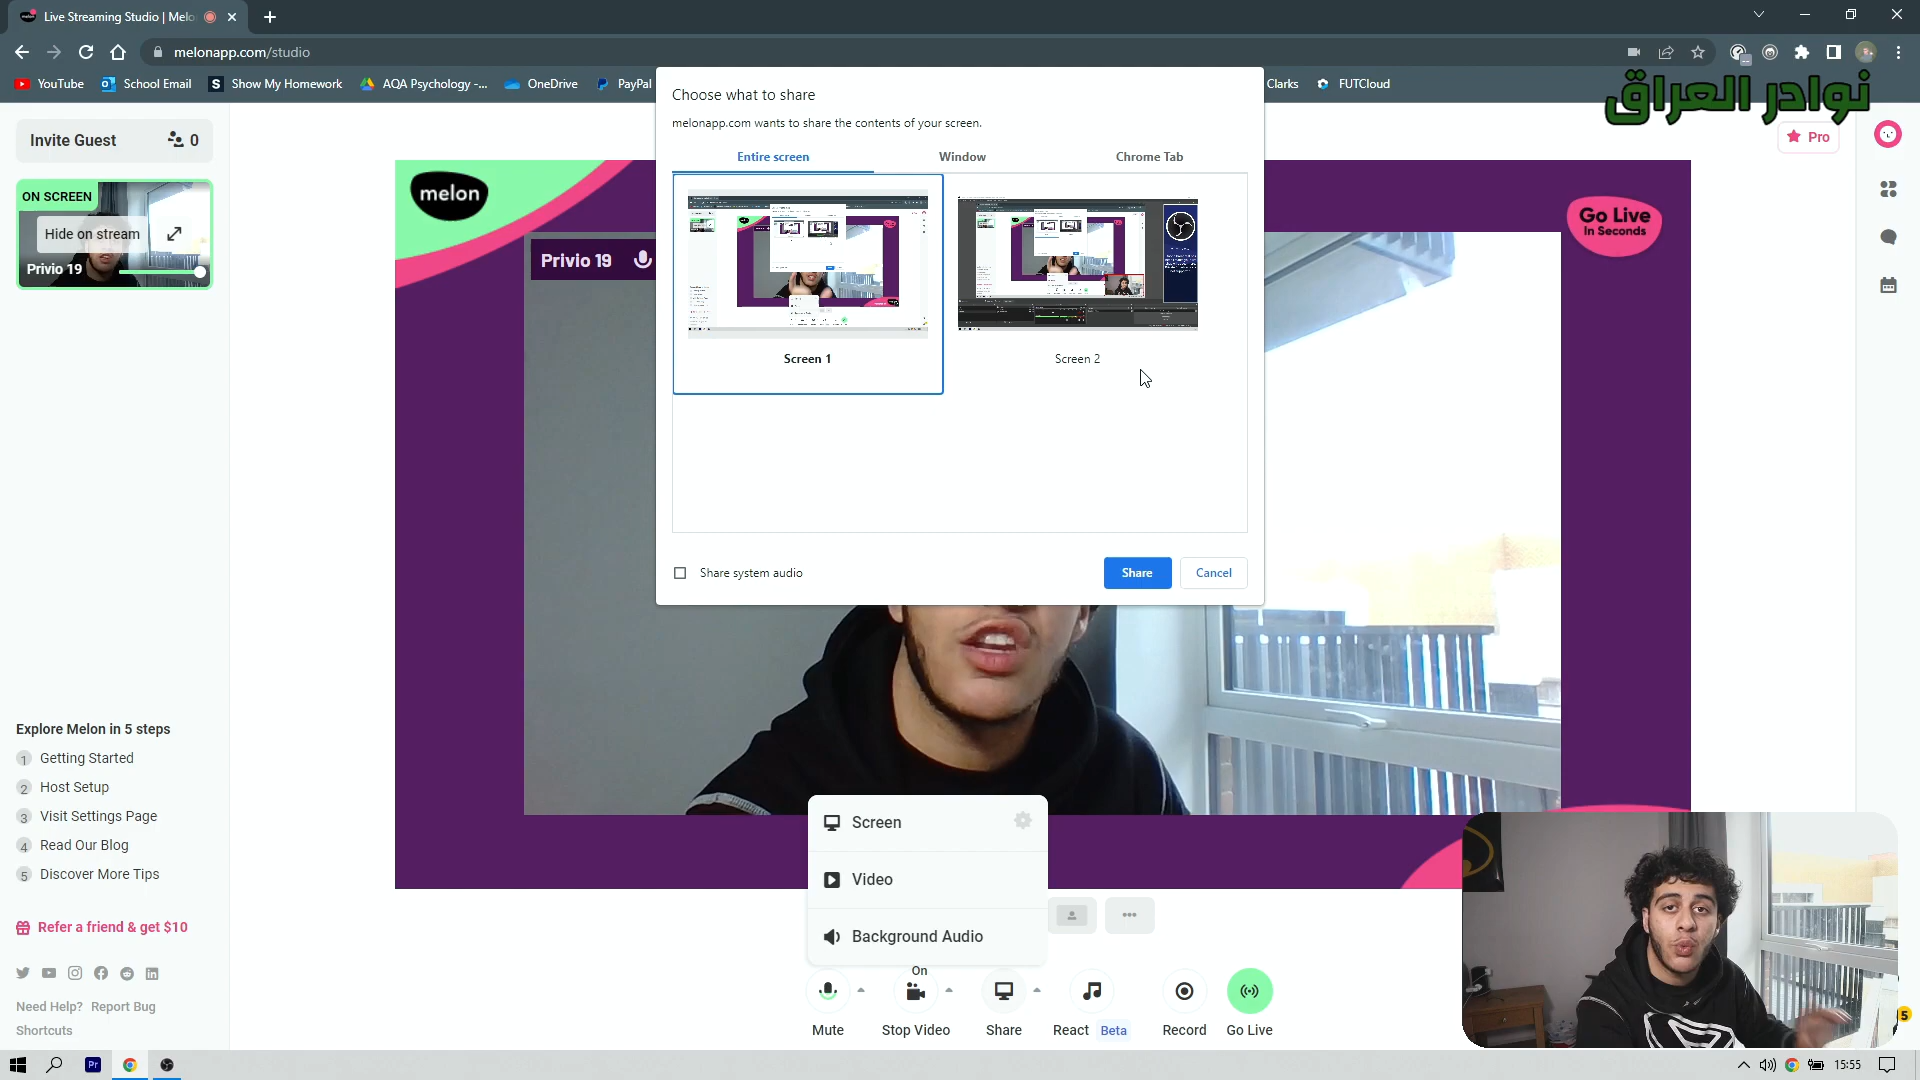 Live Streaming Studio | Melo
melonapp.com/studio
YouTube
School Email
Show My Homework
AQA Psychology -...
OneDrive
PayPal
Clarks
FUTCloud
نوادر العراق
Choose what to share
melonapp.com wants to share the contents of your screen.
Entire screen
Window
Chrome Tab
Screen 1
Screen 2
Share system audio
Share
Cancel
Invite Guest
0
Pro
ON SCREEN
Hide on stream
Privio 19
melon
Privio 19
Go Live
In Seconds
Explore Melon in 5 steps
1 Getting Started
2 Host Setup
3 Visit Settings Page
4 Read Our Blog
5 Discover More Tips
Refer a friend & get $10
Need Help? Report Bug
Shortcuts
Screen
Video
Background Audio
On
Mute
Stop Video
Share
React Beta
Record
Go Live
5
Pr
15:55